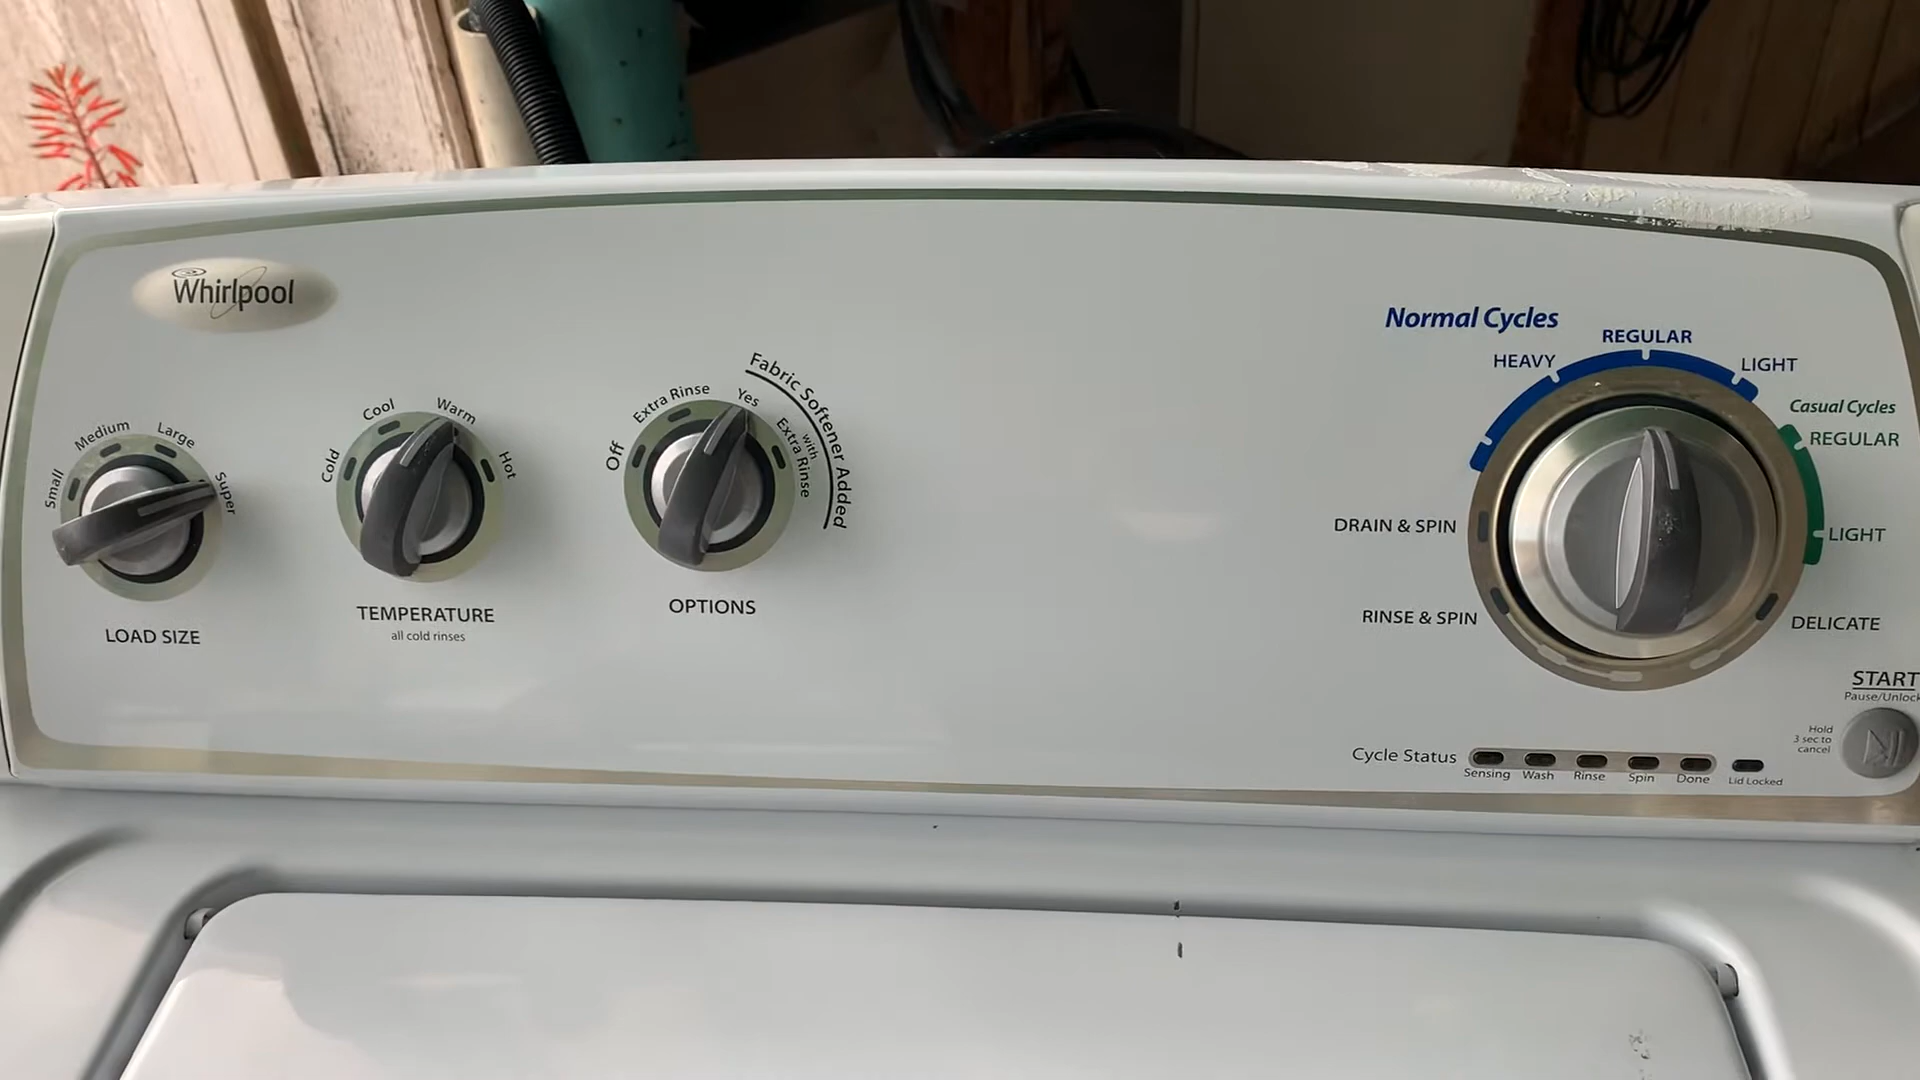 Whirlpool
Small
Medium
Large
Super
LOAD SIZE
Cold
Cool
Warm
Hot
TEMPERATURE
all cold rinses
Off
Extra Rinse
Yes
with
Extra Rinse
Fabric Softener Added
OPTIONS
Normal Cycles
HEAVY
REGULAR
LIGHT
Casual Cycles
REGULAR
LIGHT
DELICATE
DRAIN & SPIN
RINSE & SPIN
START
Pause/Unlock
Hold
3 sec to
cancel
Cycle Status
Sensing
Wash
Rinse
Spin
Done
Lid Locked